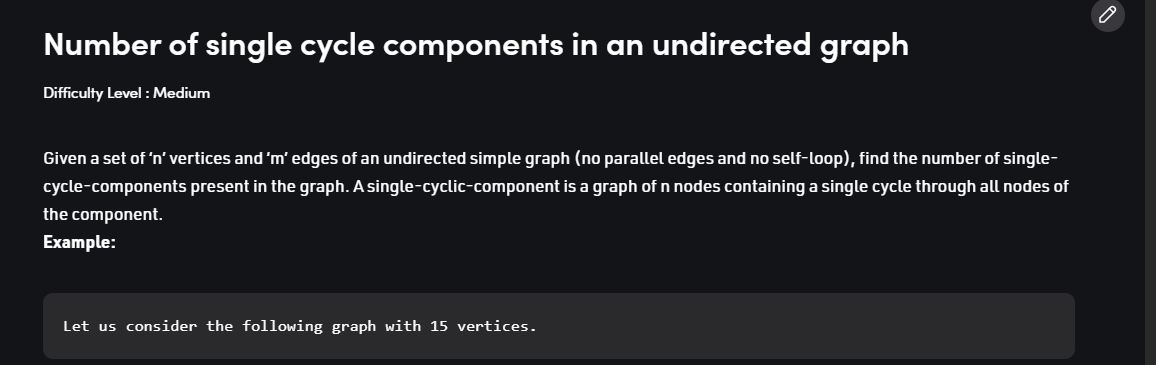 Number of single cycle components in an undirected graph
Difficulty Level : Medium
Given a set of ‘n’ vertices and ‘m’ edges of an undirected simple graph (no parallel edges and no self-loop), find the number of single-
cycle-components present in the graph. A single-cyclic-component is a graph of n nodes containing a single cycle through all nodes of
the component.
Example:
Let us consider the following graph with 15 vertices.